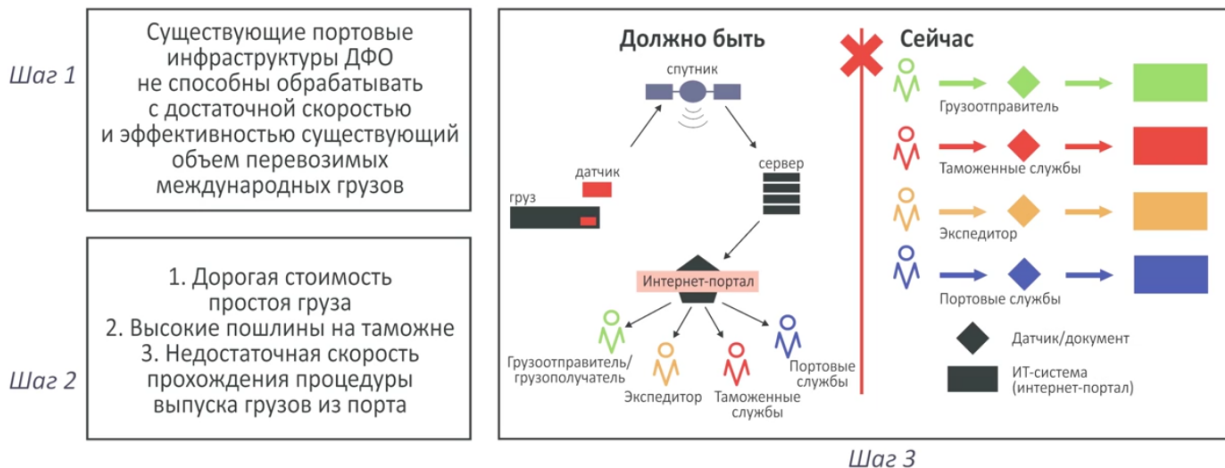 Шаг 1
Существующие портовые
инфраструктуры ДФО
не способны обрабатывать
с достаточной скоростью
и эффективностью существующий
объем перевозимых
международных грузов
Шаг 2
1. Дорогая стоимость
простоя груза
2. Высокие пошлины на таможне
3. Недостаточная скорость
прохождения процедуры
выпуска грузов из порта
Должно быть
спутник
датчик
груз
сервер
Интернет-портал
Грузоотправитель/
грузополучатель
Экспедитор
Таможенные
службы
Портовые
службы
Сейчас
Грузоотправитель
Таможенные службы
Экспедитор
Портовые службы
Датчик/документ
ИТ-система
(интернет-портал)
Шаг 3